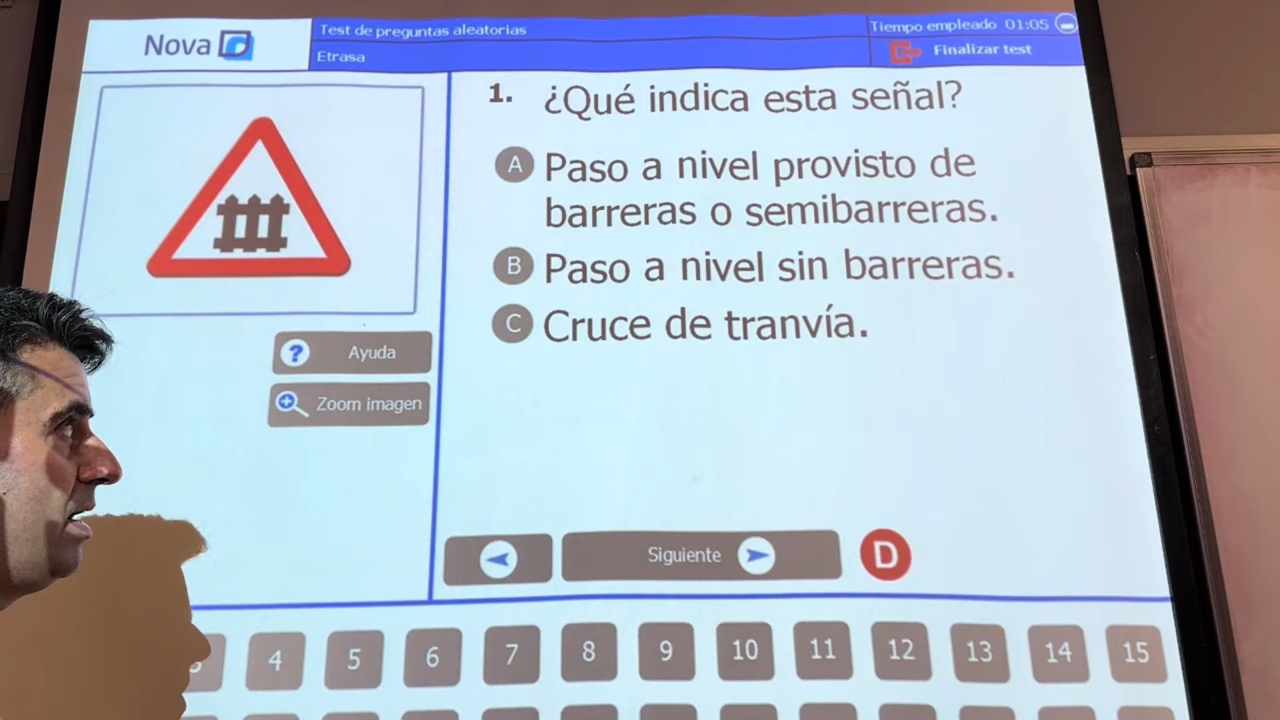 Nova
Test de preguntas aleatorias
Tiempo empleado 01:05
Etrasa
Finalizar test
1. ¿Qué indica esta señal?
A Paso a nivel provisto de
barreras o semibarreras.
B Paso a nivel sin barreras.
C Cruce de tranvía.
? Ayuda
Zoom imagen
Siguiente
D
4 5 6 7 8 9 10 11 12 13 14 15